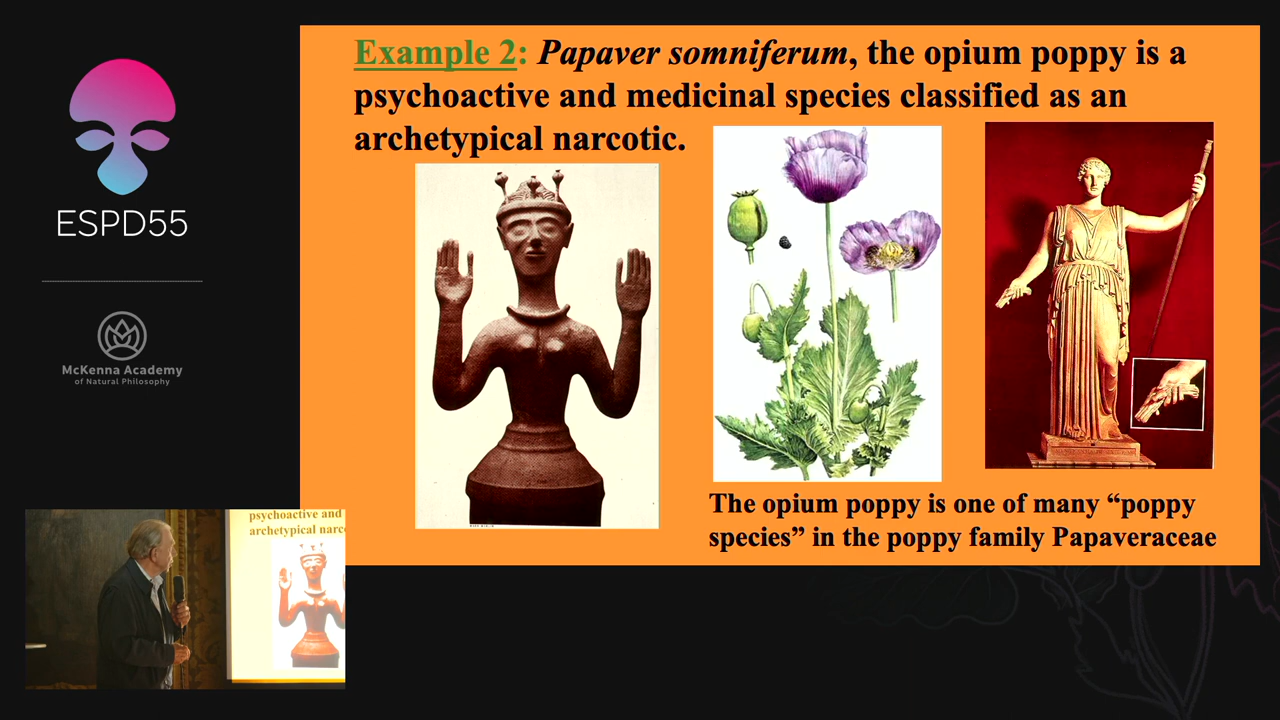 Example 2: Papaver somniferum, the opium poppy is a
psychoactive and medicinal species classified as an
archetypical narcotic.
ESPD55
McKenna Academy
of Natural Philosophy
The opium poppy is one of many “poppy
species” in the poppy family Papaveraceae
psychoactive and
archetypical narc